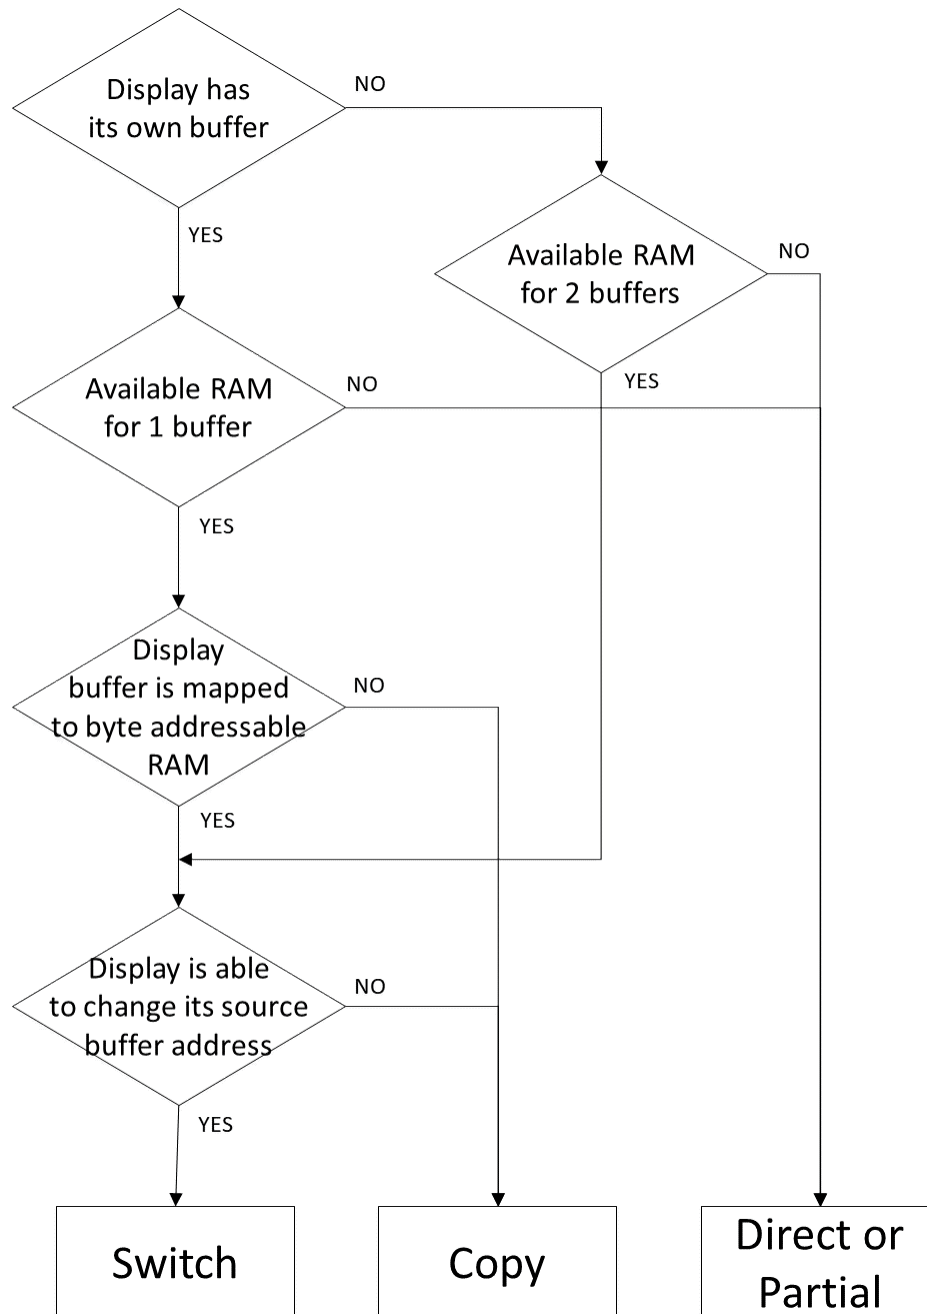 Display has
its own buffer
NO
YES
Available RAM
for 2 buffers
NO
YES
Available RAM
for 1 buffer
NO
YES
Display
buffer is mapped
to byte addressable
RAM
NO
YES
Display is able
to change its source
buffer address
NO
YES
Switch
Copy
Direct or
Partial